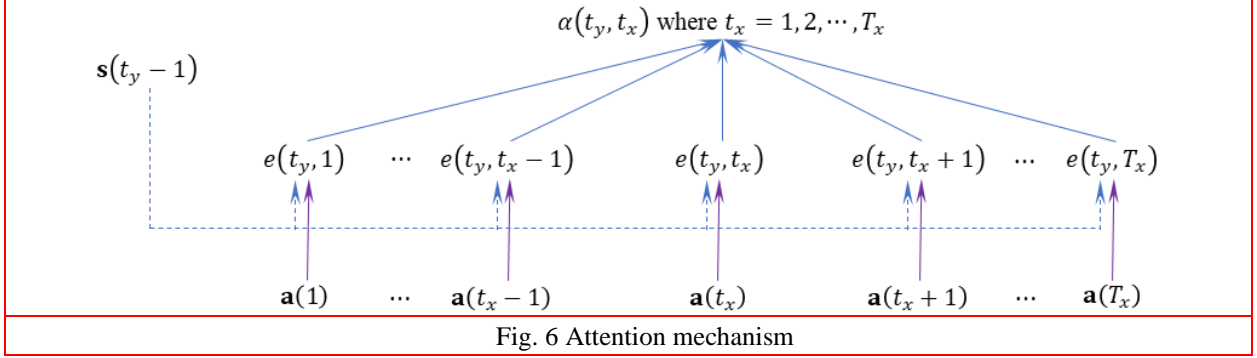 α(t_y, t_x) where t_x = 1, 2, ⋯, T_x
s(t_y − 1)
e(t_y, 1) ⋯ e(t_y, t_x − 1) e(t_y, t_x) e(t_y, t_x + 1) ⋯ e(t_y, T_x)
a(1) ⋯ a(t_x − 1) a(t_x) a(t_x + 1) ⋯ a(T_x)
Fig. 6 Attention mechanism